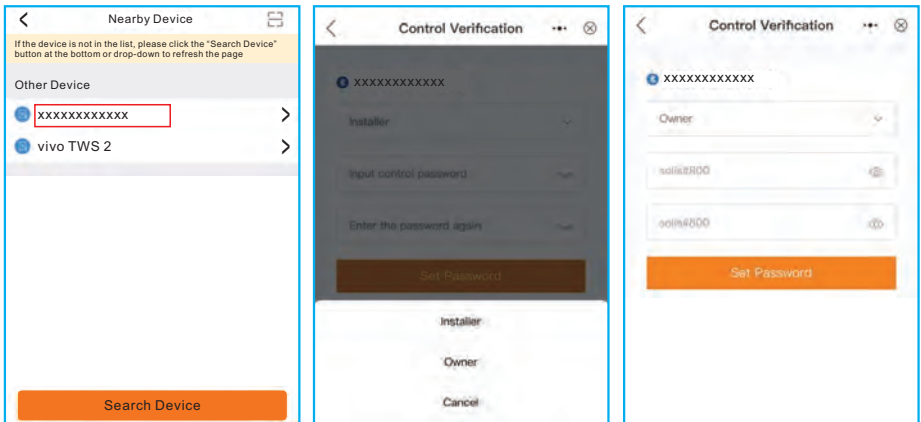 Nearby Device
If the device is not in the list, please click the "Search Device"
button at the bottom or drop-down to refresh the page
Other Device
xxxxxxxxxxxx
vivo TWS 2
Search Device
Control Verification
xxxxxxxxxxxx
Installer
Input control password
Enter the password again
Set Password
Installer
Owner
Cancel
Control Verification
xxxxxxxxxxxx
Owner
Set Password